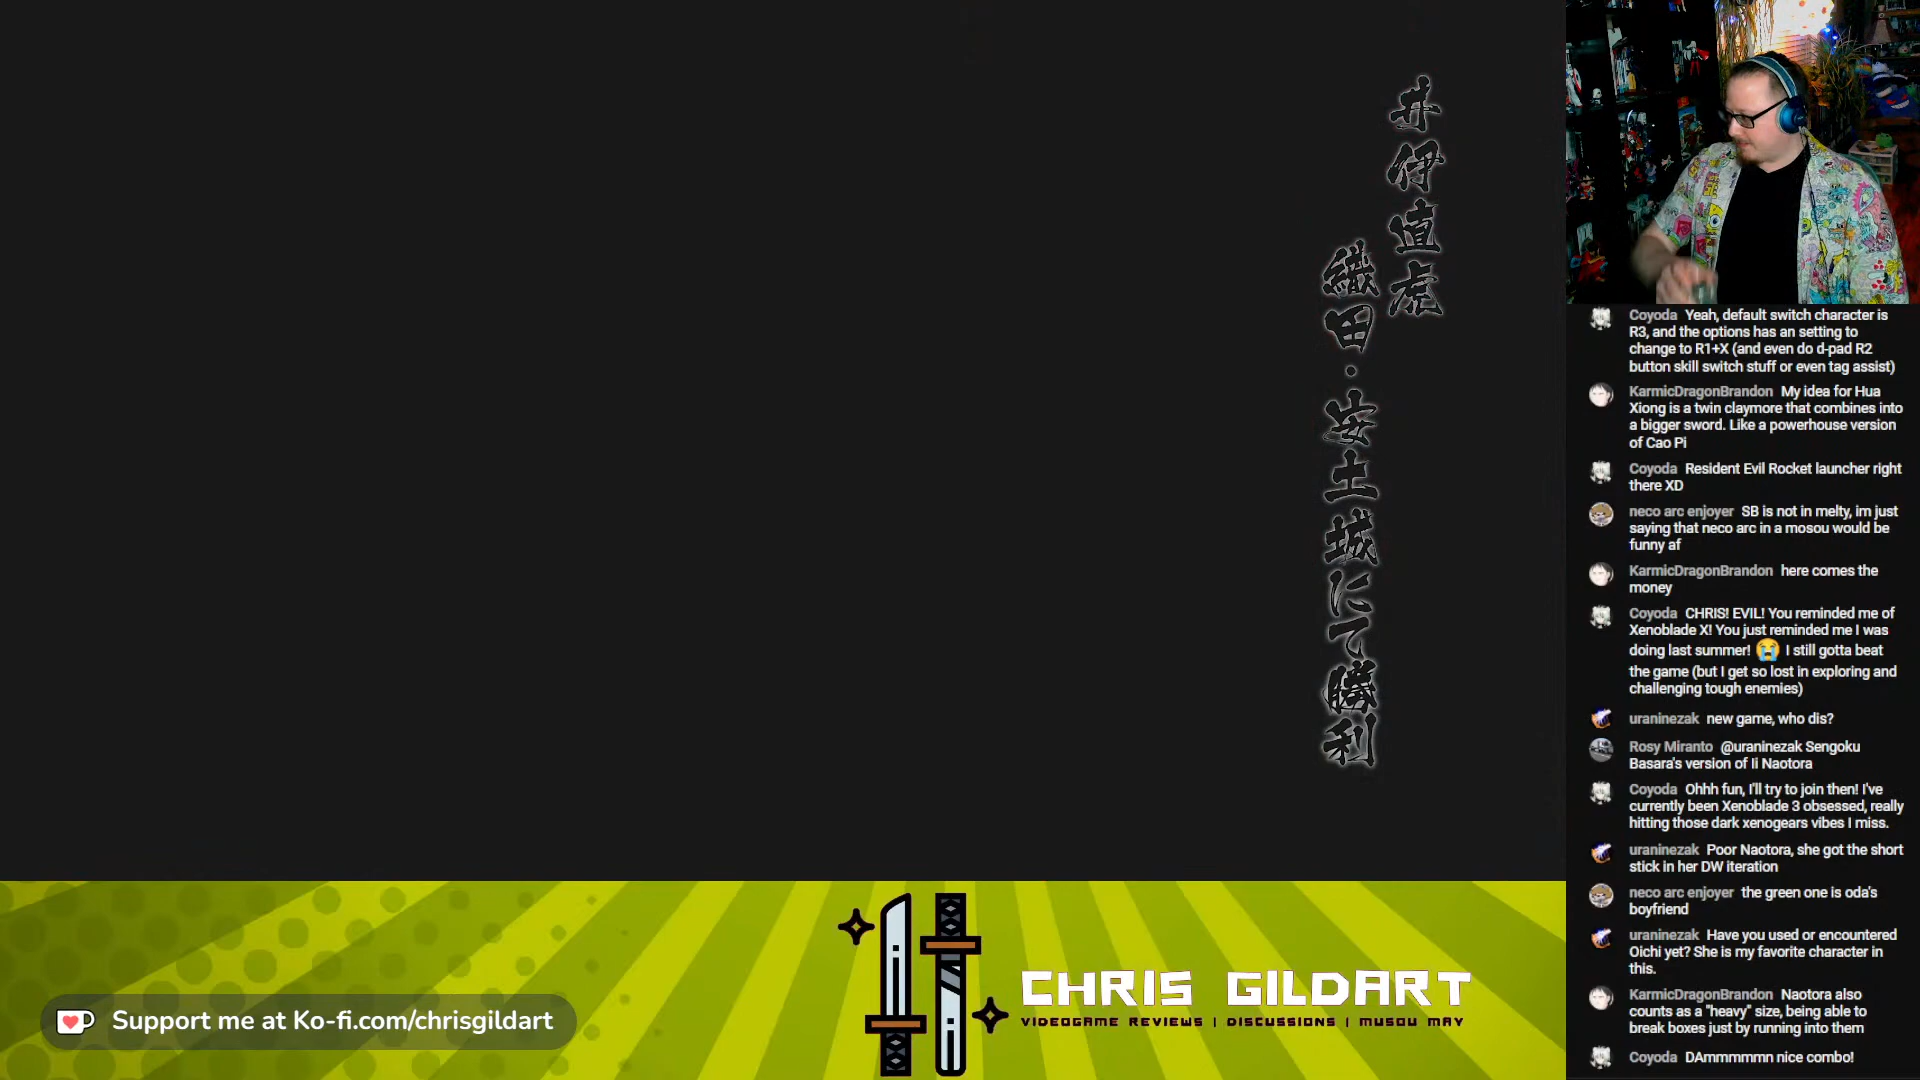 井伊直虎
織田・安土城にて勝利
Coyoda Yeah, default switch character is
R3, and the options has an setting to
change to R1+X (and even do d-pad R2
button skill switch stuff or even tag assist)
KarmicDragonBrandon My idea for Hua
Xiong is a twin claymore that combines into
a bigger sword. Like a powerhouse version
of Cao Pi
Coyoda Resident Evil Rocket launcher right
there XD
neco arc enjoyer SB is not in melty, im just
saying that neco arc in a mosou would be
funny af
KarmicDragonBrandon here comes the
money
Coyoda CHRIS! EVIL! You reminded me of
Xenoblade X! You just reminded me I was
doing last summer! 😭 I still gotta beat
the game (but I get so lost in exploring and
challenging tough enemies)
uraninezak new game, who dis?
Rosy Miranto @uraninezak Sengoku
Basara's version of Ii Naotora
Coyoda Ohhh fun, I'll try to join then! I've
currently been Xenoblade 3 obsessed, really
hitting those dark xenogears vibes I miss.
uraninezak Poor Naotora, she got the short
stick in her DW iteration
neco arc enjoyer the green one is oda's
boyfriend
uraninezak Have you used or encountered
Oichi yet? She is my favorite character in
this.
KarmicDragonBrandon Naotora also
counts as a "heavy" size, being able to
break boxes just by running into them
Coyoda DAmmmmmn nice combo!
Support me at Ko-fi.com/chrisgildart
CHRIS GILDART
VIDEOGAME REVIEWS | DISCUSSIONS | MUSOU MAY